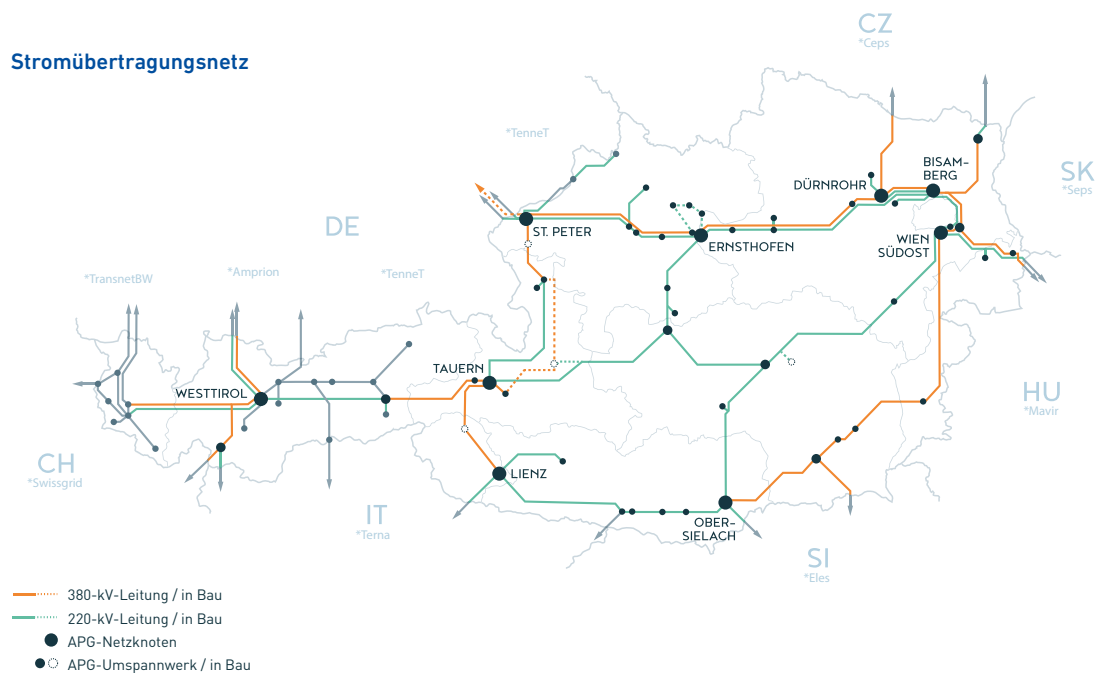 CZ
*Ceps
Stromübertragungsnetz
*TenneT
BISAM-
BERG
SK
*Seps
DÜRNROHR
DE
ST. PETER
ERNSTHOFEN
WIEN
SÜDOST
*TransnetBW
*Amprion
*TenneT
TAUERN
WESTTIROL
HU
*Mavir
CH
*Swissgrid
LIENZ
IT
*Terna
OBER-
SIELACH
SI
*Eles
380-kV-Leitung / in Bau
220-kV-Leitung / in Bau
APG-Netzknoten
APG-Umspannwerk / in Bau